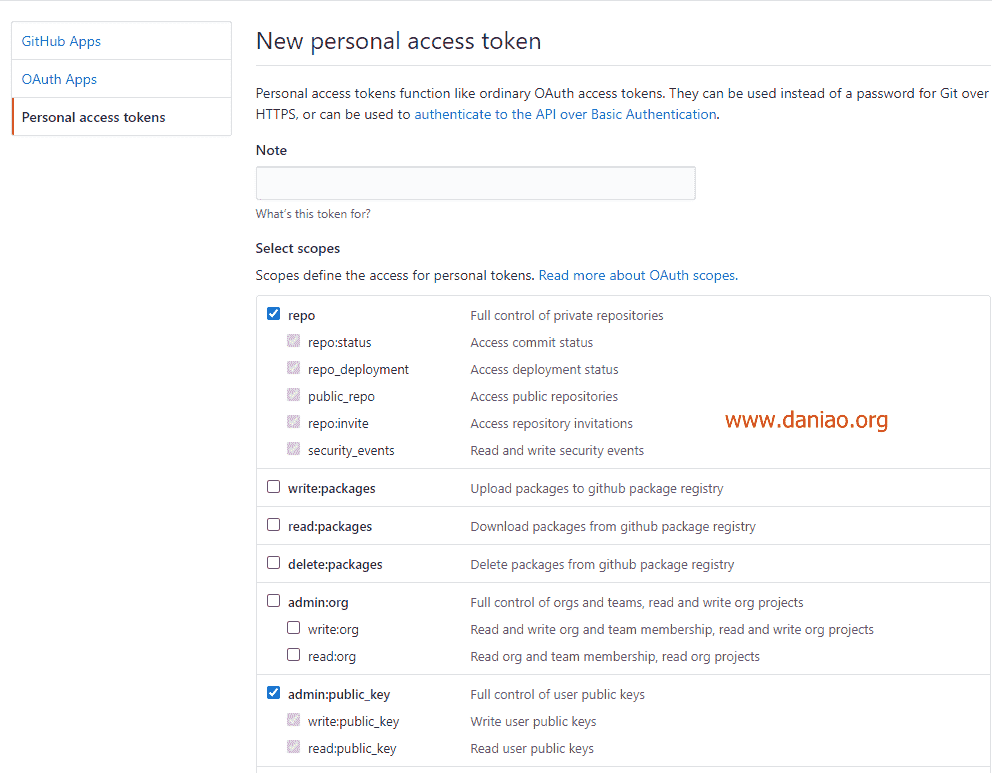 GitHub Apps
OAuth Apps
Personal access tokens
New personal access token
Personal access tokens function like ordinary OAuth access tokens. They can be used instead of a password for Git over
HTTPS, or can be used to authenticate to the API over Basic Authentication.
Note
What's this token for?
Select scopes
Scopes define the access for personal tokens. Read more about OAuth scopes.
repo Full control of private repositories
repo:status Access commit status
repo_deployment Access deployment status
public_repo Access public repositories
repo:invite Access repository invitations
security_events Read and write security events
www.daniao.org
write:packages Upload packages to github package registry
read:packages Download packages from github package registry
delete:packages Delete packages from github package registry
admin:org Full control of orgs and teams, read and write org projects
write:org Read and write org and team membership, read and write org projects
read:org Read org and team membership, read org projects
admin:public_key Full control of user public keys
write:public_key Write user public keys
read:public_key Read user public keys